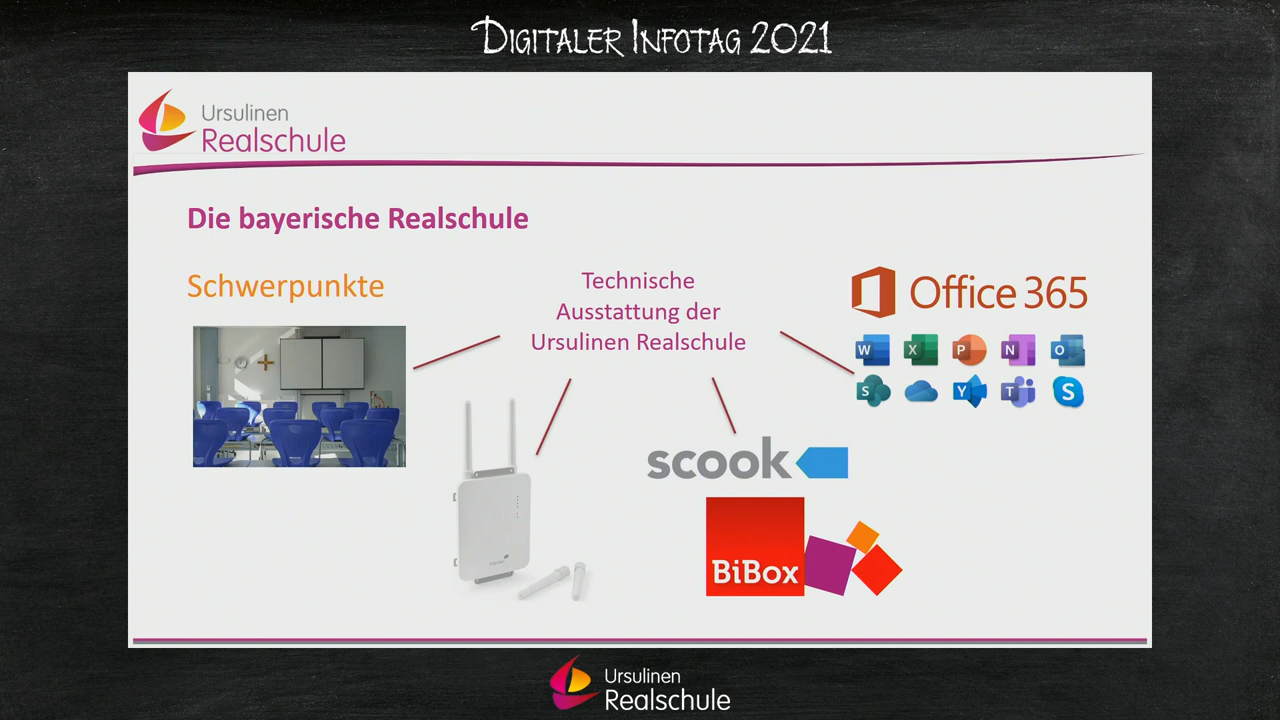 DIGITALER INFOTAG 2021
Ursulinen
Realschule
Die bayerische Realschule
Schwerpunkte
Technische
Ausstattung der
Ursulinen Realschule
Office 365
W X P N O
S Y T S
scook
BiBox
Ursulinen
Realschule